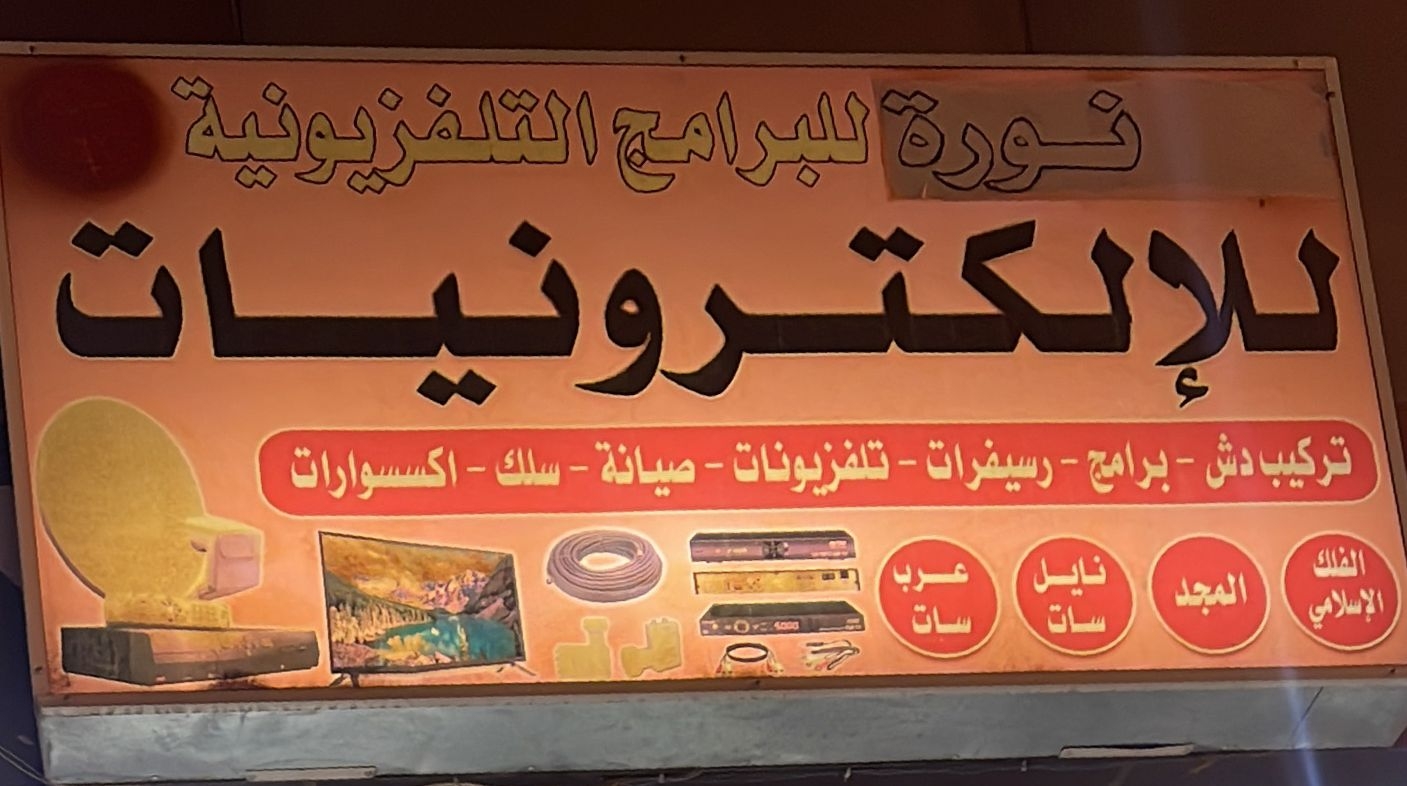 نورة للبرامج التلفزيونية
للإلكترونيات
تركيب دش - برامج - رسيفرات - تلفزيونات - صيانة - سلك - اكسسوارات
الفلك
الإسلامي
المجد
نايل
سات
عرب
سات